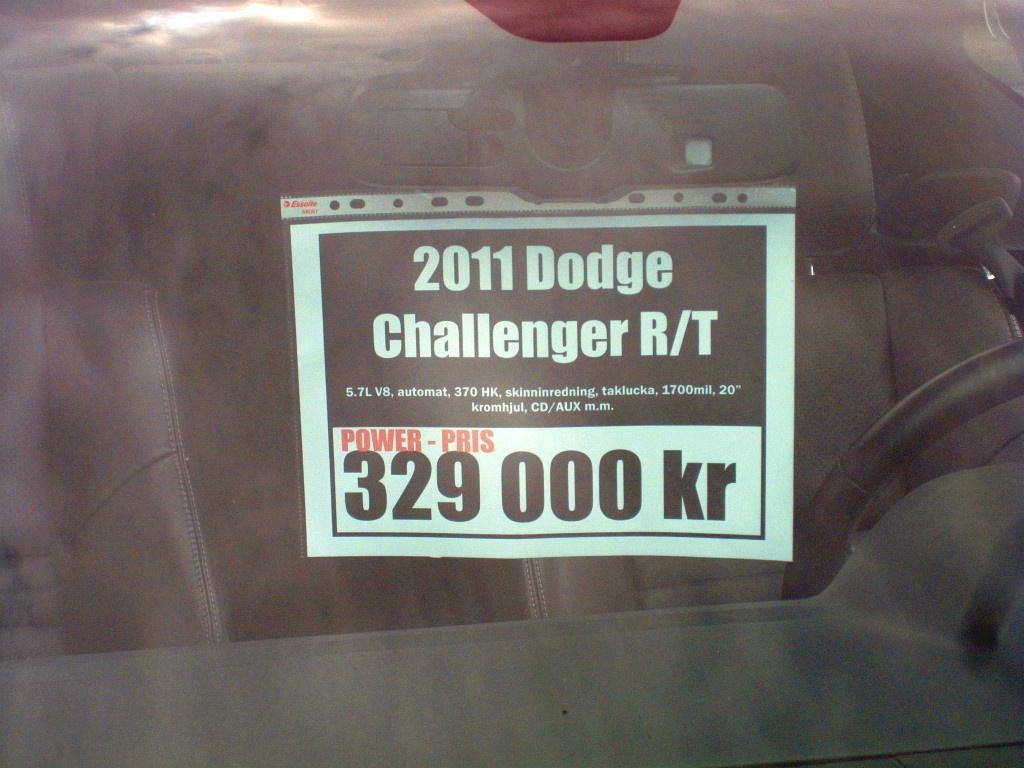 Esselte
2011 Dodge
Challenger R/T
5.7L V8, automat, 370 HK, skinninredning, taklucka, 1700mil, 20"
kromhjul, CD/AUX m.m.
POWER - PRIS
329 000 kr